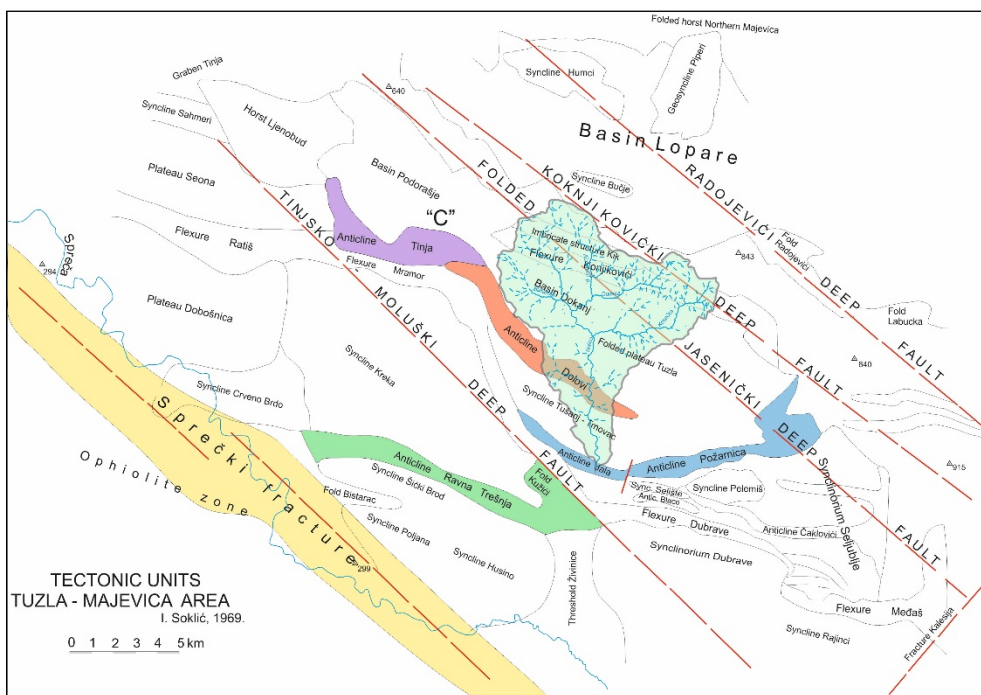 Folded horst Northern Majevica
Graben Tinja
640
Syncline Humci
Geosyncline Piperi
Syncline Sahmeri
Horst Ljenobud
Basin Lopare
Basin Podorašje
Syncline Bučje
Plateau Seona
"C"
FOLDED JASENIČKI DEEP FAULT
KOKNJIKOVIĆKI DEEP FAULT
RADOJEVIĆI DEEP FAULT
TINJSKO MOLUŠKI DEEP FAULT
Anticline Tinja
Imbricate structure Kik
Flexure Konjikovići
Fold Radojevići
843
Spreča
294
Flexure Ratiš
Flexure Mramor
Basin Dokanj
Plateau Dobošnica
Fold Labucka
Anticline Dolovi
Folded plateau Tuzla
840
Syncline Kreka
Syncline Crveno Brdo
Syncline Tušanj Trnovac
Sprečki fracture
Ophiolite zone
Anticline Ravna Trešnja
Fold Kužići
Anticline Jala
Anticline Požarnica
915
Syncline Šićki Brod
Fold Bistarac
Sync. Selište
Syncline Polomiš
Synclinorium Seljublje
Flexure Dubrave
Anticline Čaklovići
Syncline Poljana
Syncline Husino
Synclinorium Dubrave
299
TECTONIC UNITS
TUZLA - MAJEVICA AREA
I. Soklić, 1969.
0 1 2 3 4 5 km
Threshold Živinice
Flexure Međaš
Syncline Rajinci
Fracture Kalesija